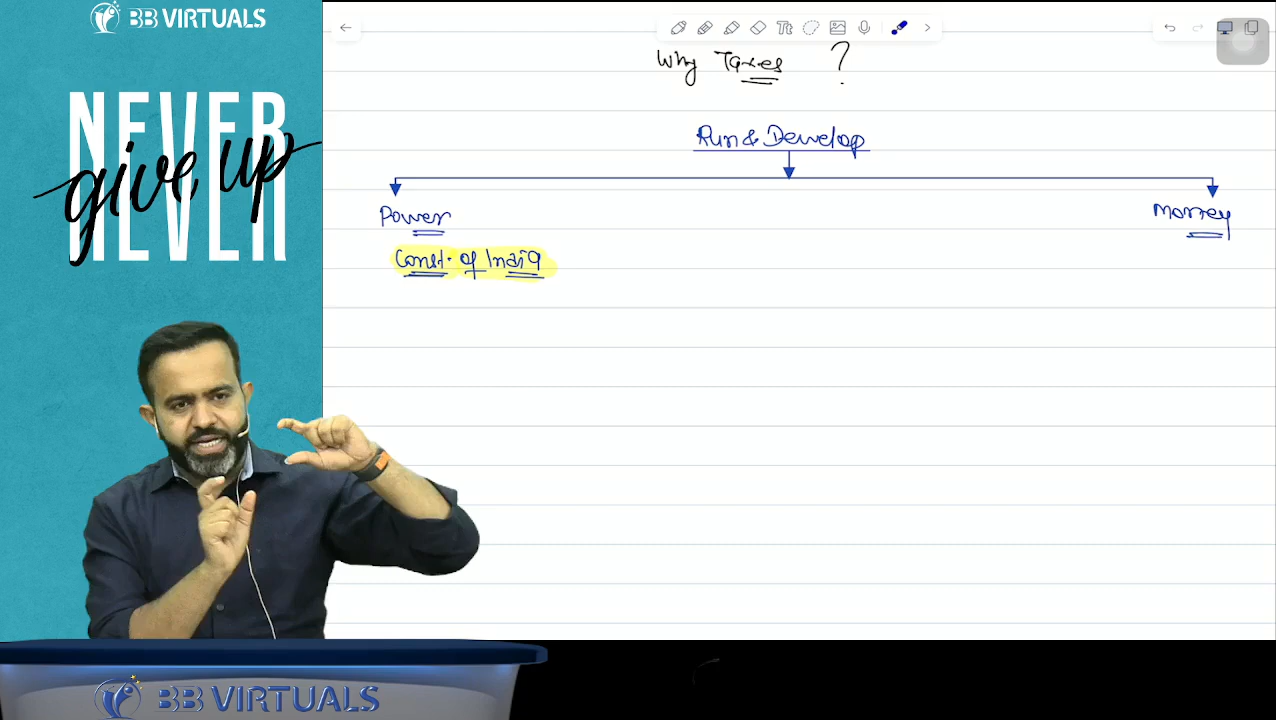 BB VIRTUALS
NEVER
give up
NEVER
Why Taxes ?
Run & Develop
Power
Money
Const. of India
BB VIRTUALS